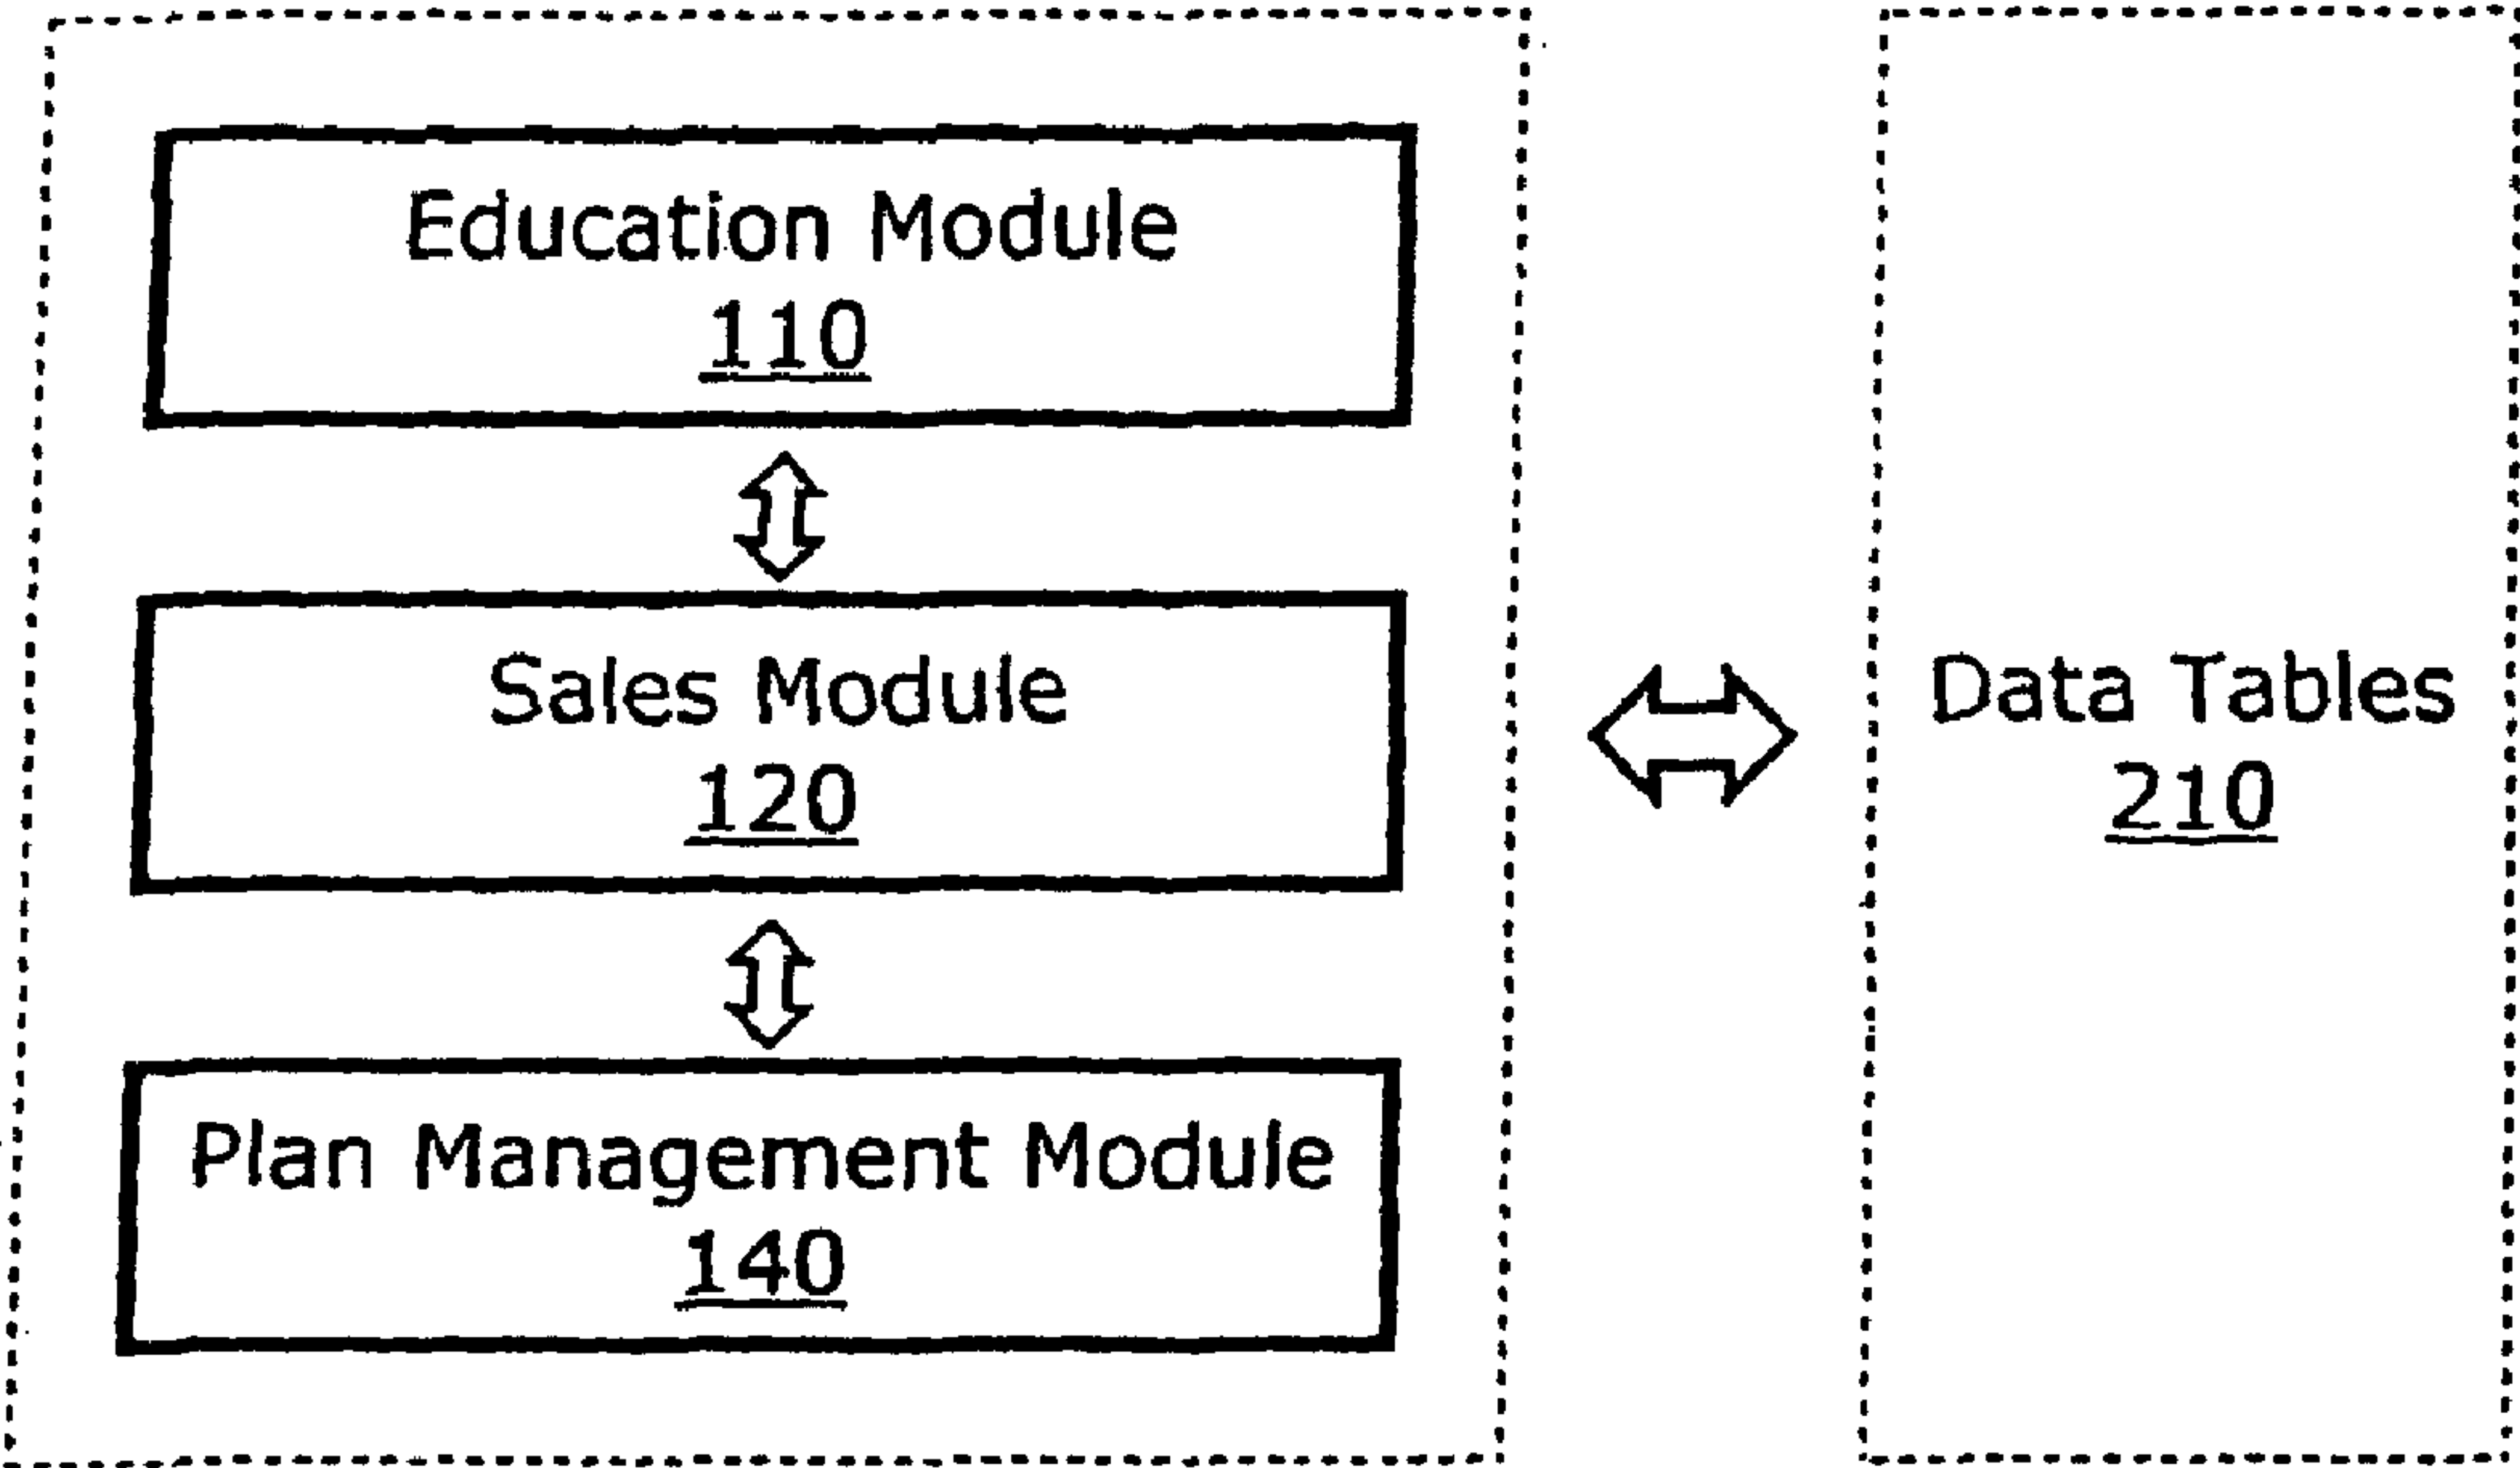 Education Module
110
Sales Module
120
Data Tables
210
Plan Management Module
140